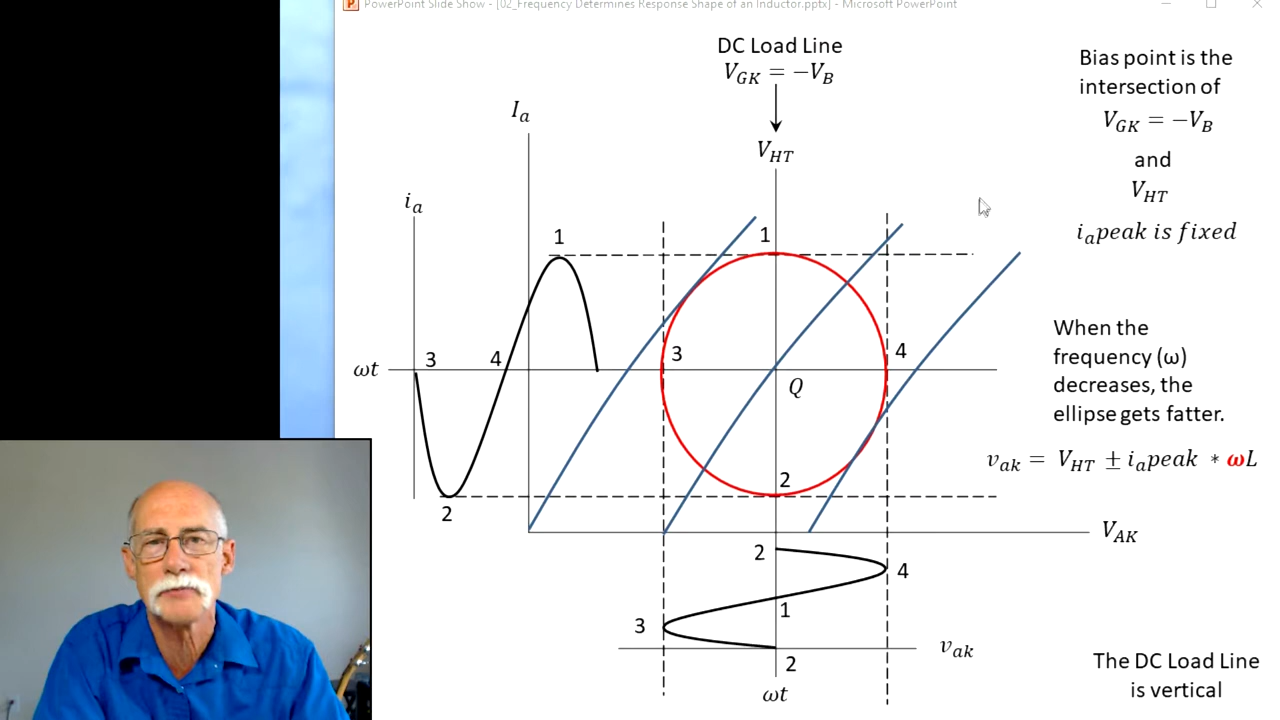 PowerPoint Slide Show - [02_Frequency Determines Response Shape of an Inductor.pptx] - Microsoft PowerPoint
DC Load Line
V_GK = −V_B
V_HT
I_a
i_a
1
3
4
2
ωt
1
3
4
Q
2
V_AK
2
4
1
3
2
v_ak
ωt
Bias point is the
intersection of
V_GK = −V_B
and
V_HT
i_a peak is fixed
When the
frequency (ω)
decreases, the
ellipse gets fatter.
v_ak = V_HT ± i_a peak * ωL
The DC Load Line
is vertical